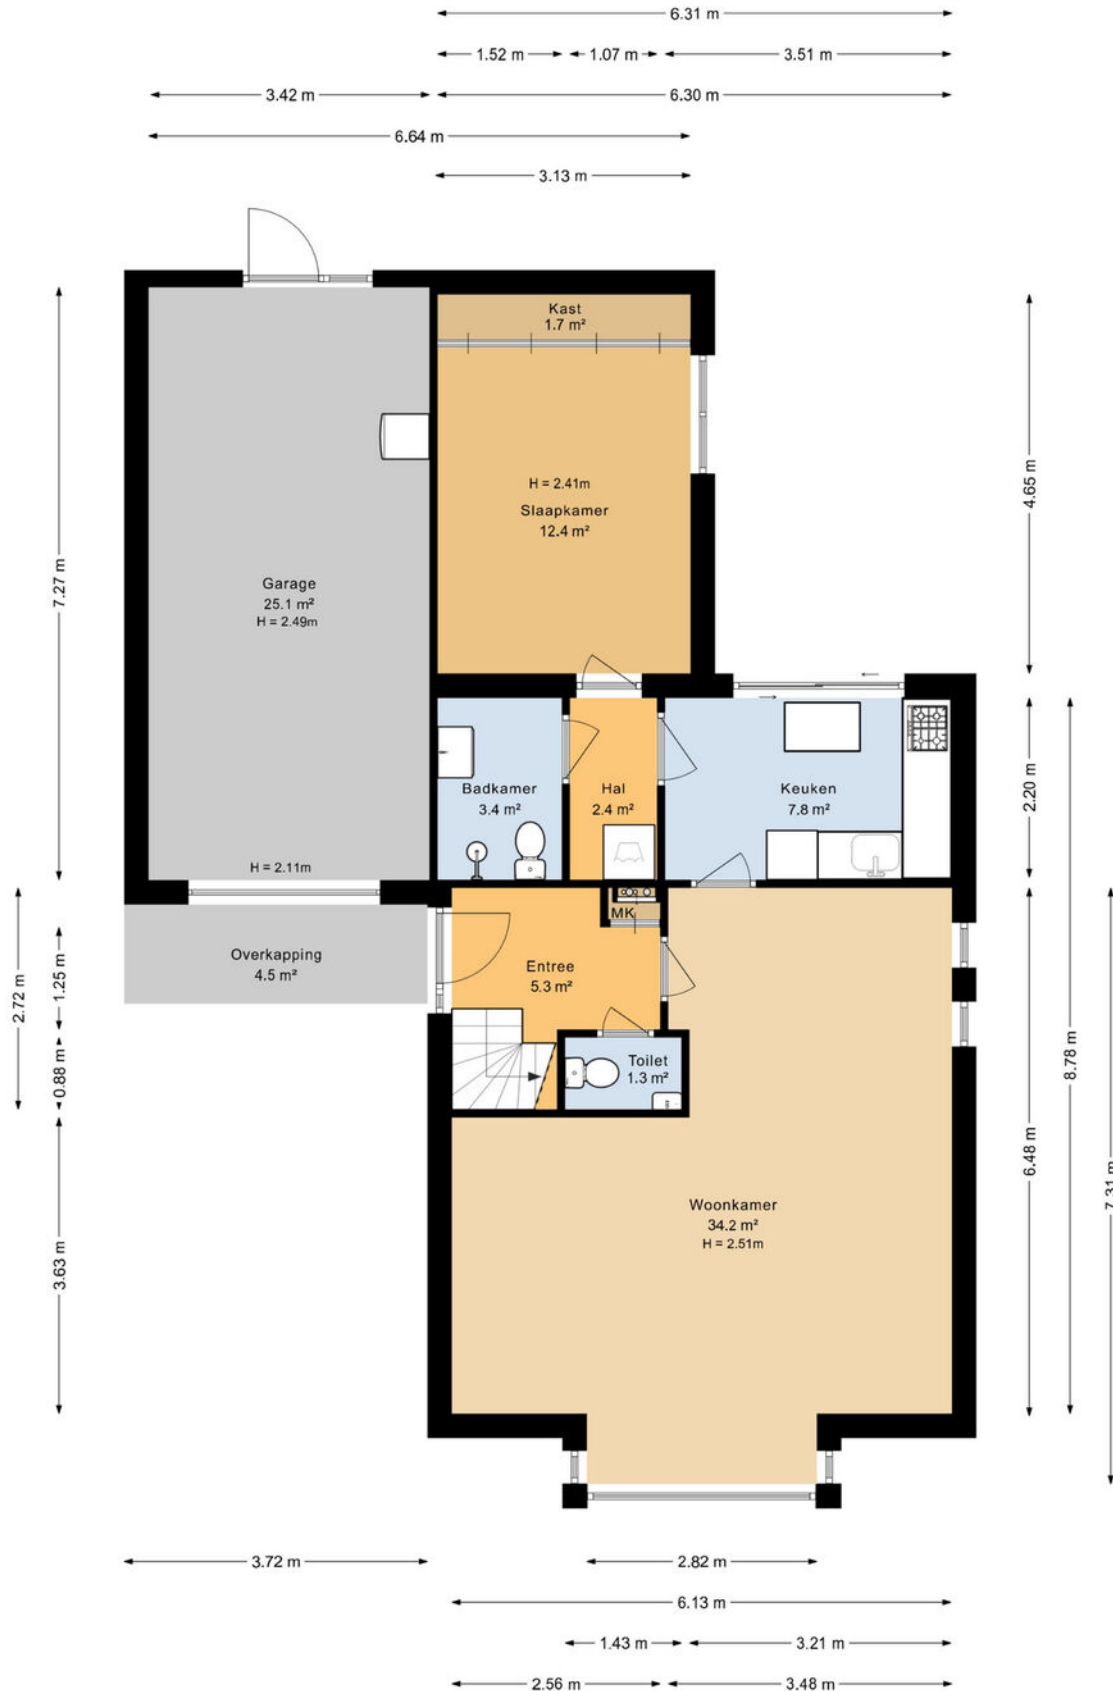 6.31 m
1.52 m
1.07 m
3.51 m
3.42 m
6.30 m
6.64 m
3.13 m
Kast
1.7 m²
H = 2.41m
Slaapkamer
12.4 m²
4.65 m
7.27 m
Garage
25.1 m²
H = 2.49m
H = 2.11m
Badkamer
3.4 m²
Hal
2.4 m²
Keuken
7.8 m²
2.20 m
MK
Overkapping
4.5 m²
Entree
5.3 m²
Toilet
1.3 m²
2.72 m
1.25 m
0.88 m
3.63 m
8.78 m
6.48 m
7.31 m
Woonkamer
34.2 m²
H = 2.51m
3.72 m
2.82 m
6.13 m
1.43 m
3.21 m
2.56 m
3.48 m